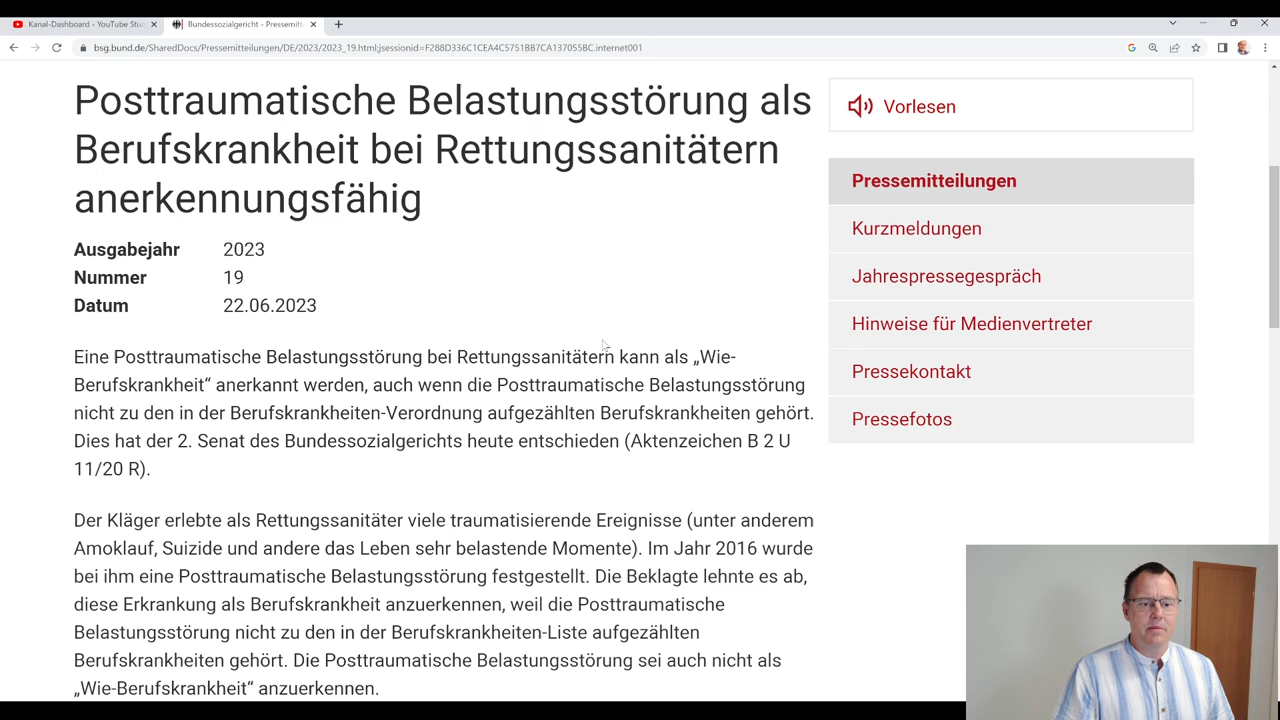 Kanal-Dashboard - YouTube Stu
Bundessozialgericht - Pressemitt
bsg.bund.de/SharedDocs/Pressemitteilungen/DE/2023/2023_19.html;jsessionid=F288D336C1CEA4C5751BB7CA137055BC.internet001
Posttraumatische Belastungsstörung als
Berufskrankheit bei Rettungssanitätern
anerkennungsfähig
Ausgabejahr 2023
Nummer 19
Datum 22.06.2023
Eine Posttraumatische Belastungsstörung bei Rettungssanitätern kann als „Wie-
Berufskrankheit“ anerkannt werden, auch wenn die Posttraumatische Belastungsstörung
nicht zu den in der Berufskrankheiten-Verordnung aufgezählten Berufskrankheiten gehört.
Dies hat der 2. Senat des Bundessozialgerichts heute entschieden (Aktenzeichen B 2 U
11/20 R).
Der Kläger erlebte als Rettungssanitäter viele traumatisierende Ereignisse (unter anderem
Amoklauf, Suizide und andere das Leben sehr belastende Momente). Im Jahr 2016 wurde
bei ihm eine Posttraumatische Belastungsstörung festgestellt. Die Beklagte lehnte es ab,
diese Erkrankung als Berufskrankheit anzuerkennen, weil die Posttraumatische
Belastungsstörung nicht zu den in der Berufskrankheiten-Liste aufgezählten
Berufskrankheiten gehört. Die Posttraumatische Belastungsstörung sei auch nicht als
„Wie-Berufskrankheit“ anzuerkennen.
Vorlesen
Pressemitteilungen
Kurzmeldungen
Jahrespressegespräch
Hinweise für Medienvertreter
Pressekontakt
Pressefotos